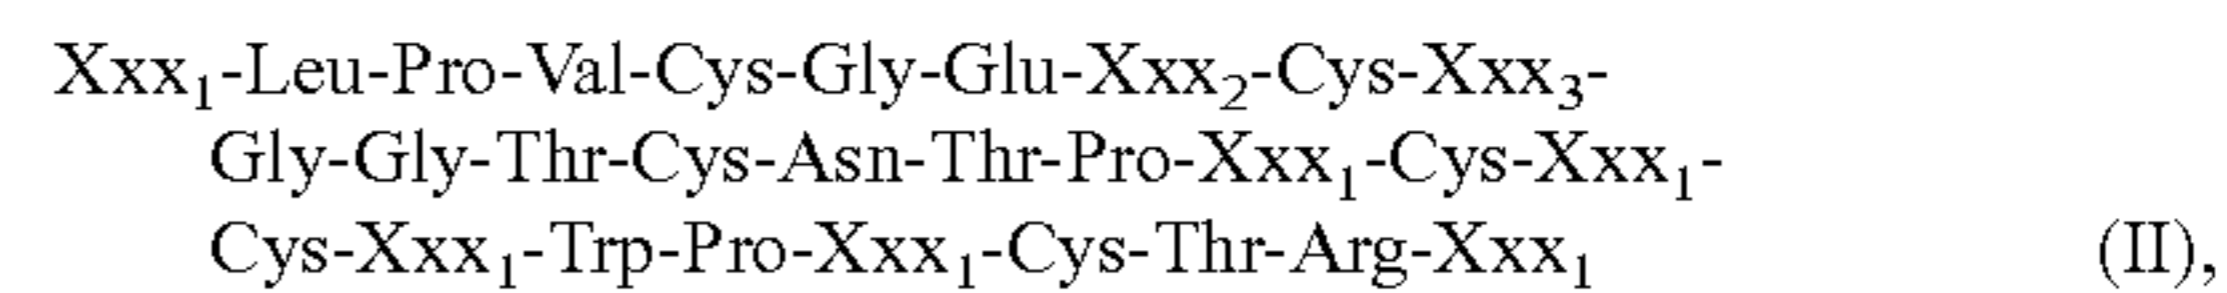 Xxx₁-Leu-Pro-Val-Cys-Gly-Glu-Xxx₂-Cys-Xxx₃-
Gly-Gly-Thr-Cys-Asn-Thr-Pro-Xxx₁-Cys-Xxx₁-
Cys-Xxx₁-Trp-Pro-Xxx₁-Cys-Thr-Arg-Xxx₁ (II),